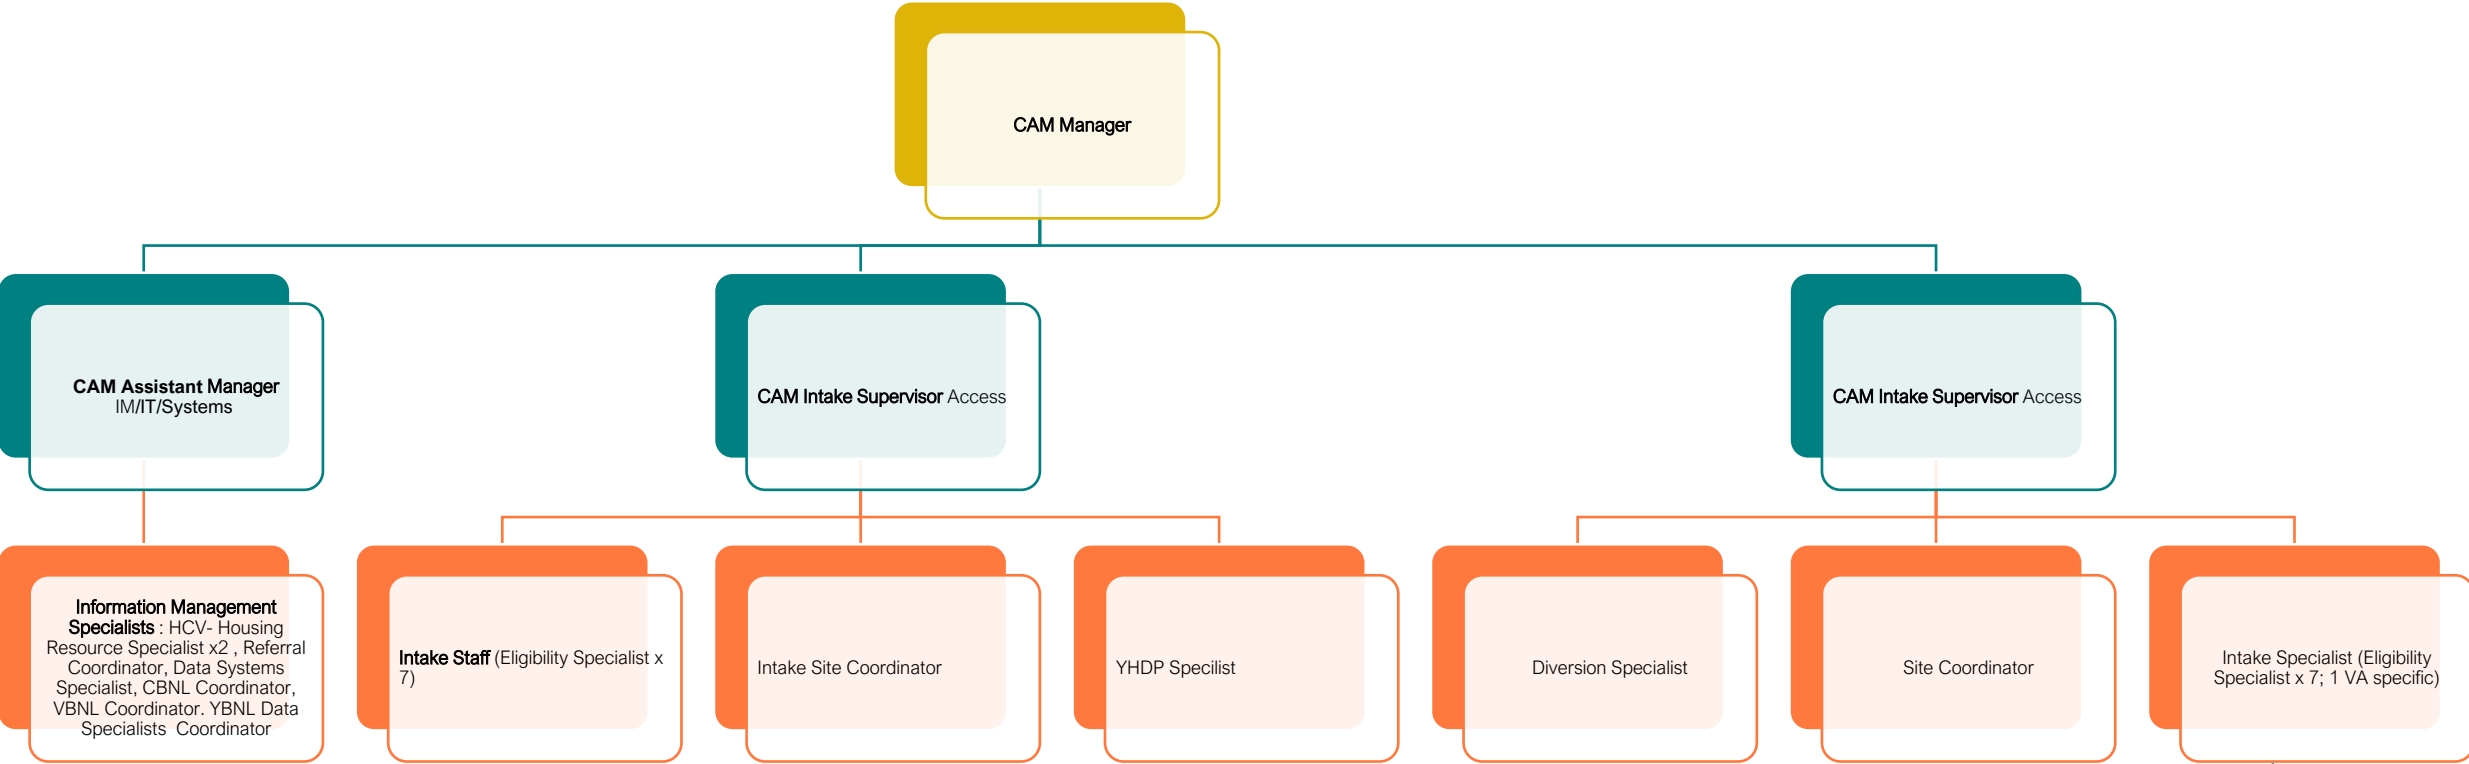 CAM Manager
CAM Assistant Manager
IM/IT/Systems
CAM Intake Supervisor Access
CAM Intake Supervisor Access
Information Management
Specialists : HCV- Housing
Resource Specialist x2 , Referral
Coordinator, Data Systems
Specialist, CBNL Coordinator,
VBNL Coordinator. YBNL Data
Specialists Coordinator
Intake Staff (Eligibility Specialist x
7)
Intake Site Coordinator
YHDP Specilist
Diversion Specialist
Site Coordinator
Intake Specialist (Eligibility
Specialist x 7; 1 VA specific)